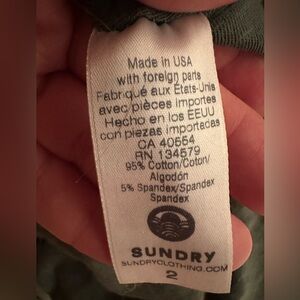 Made in USA
with foreign parts
Fabriqué aux États-Unis
avec pièces importes
Hecho en los EEUU
con piezas importadas
CA 40554
RN 134579
95% Cotton/Coton/
Algodón
5% Spandex/Spandex
Spandex
SUNDRY
SUNDRYCLOTHING.COM
2